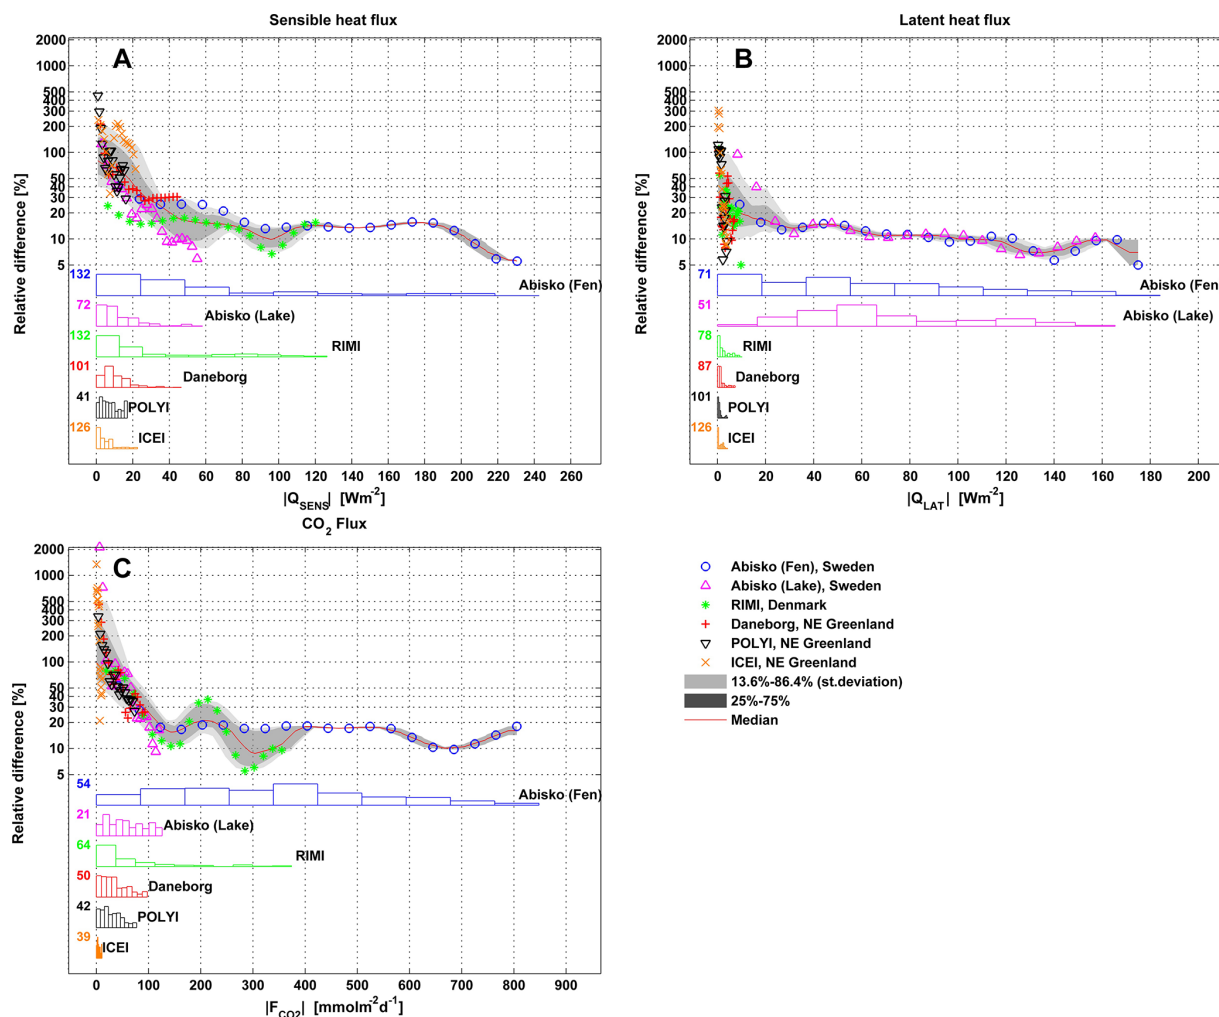 Sensible heat flux
A
2000
1000
500
400
300
200
100
50
40
30
20
10
5
Relative difference [%]
132
Abisko (Fen)
72
Abisko (Lake)
132
RIMI
101
Daneborg
41
POLYI
126
ICEI
0 20 40 60 80 100 120 140 160 180 200 220 240 260
|Q_SENS| [Wm⁻²]
Latent heat flux
B
2000
1000
500
400
300
200
100
50
40
30
20
10
5
Relative difference [%]
71
Abisko (Fen)
51
Abisko (Lake)
78
RIMI
87
Daneborg
101
POLYI
126
ICEI
0 20 40 60 80 100 120 140 160 180 200
|Q_LAT| [Wm⁻²]
CO₂ Flux
C
2000
1000
500
400
300
200
100
50
40
30
20
10
5
Relative difference [%]
54
Abisko (Fen)
21
Abisko (Lake)
64
RIMI
50
Daneborg
42
POLYI
39
ICEI
0 100 200 300 400 500 600 700 800 900
|F_CO2| [mmolm⁻²d⁻¹]
Abisko (Fen), Sweden
Abisko (Lake), Sweden
RIMI, Denmark
Daneborg, NE Greenland
POLYI, NE Greenland
ICEI, NE Greenland
13.6%-86.4% (st.deviation)
25%-75%
Median